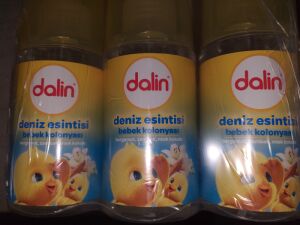 dalin
deniz esintisi
bebek kolonyası
dalin
deniz esintisi
bebek kolonyası
dalin
deniz esintisi
bebek kolonyası